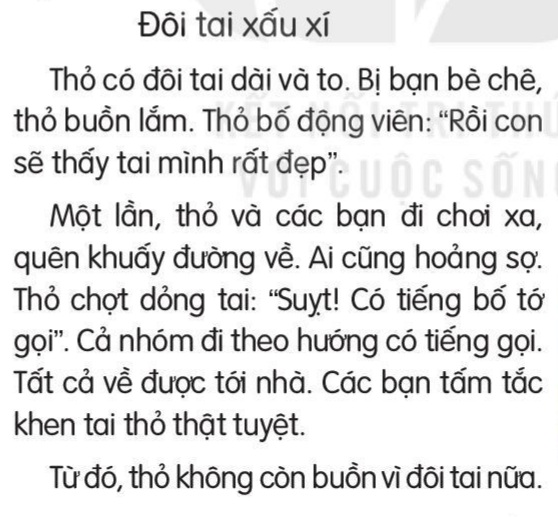 Đôi tai xấu xí
Thỏ có đôi tai dài và to. Bị bạn bè chê,
thỏ buồn lắm. Thỏ bố động viên: “Rồi con
sẽ thấy tai mình rất đẹp”.
Một lần, thỏ và các bạn đi chơi xa,
quên khuấy đường về. Ai cũng hoảng sợ.
Thỏ chợt dỏng tai: “Suỵt! Có tiếng bố tớ
gọi”. Cả nhóm đi theo hướng có tiếng gọi.
Tất cả về được tới nhà. Các bạn tấm tắc
khen tai thỏ thật tuyệt.
Từ đó, thỏ không còn buồn vì đôi tai nữa.